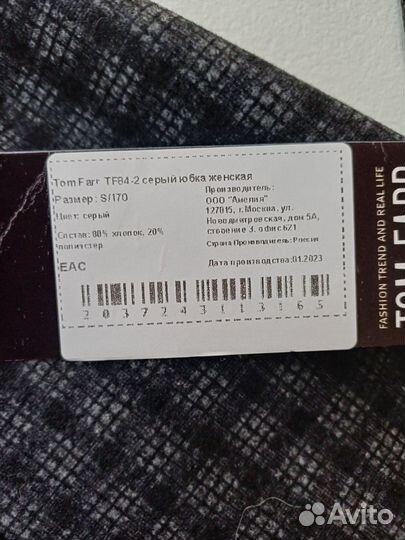 Tom Farr TF84-2 серый юбка женская
Размер: S/170
Цвет: серый
Состав: 80% хлопок, 20%
полиэстер
EAC
Производитель:
ООО "Амелия"
127015, г.Москва, ул.
Новодмитровская, дом 5А,
строение 3, офис 621
Страна Производитель: Россия
Дата производства:01.2023
2037243013165
FASHION TREND AND REAL LIFE
TOM FARR
Avito